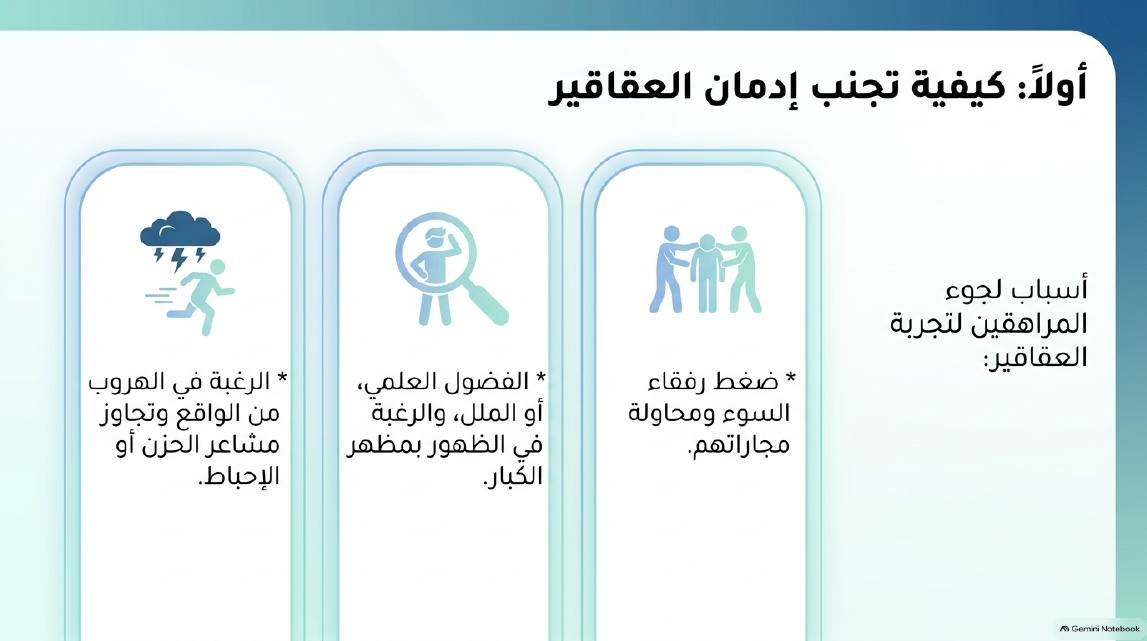 أولاً: كيفية تجنب إدمان العقاقير
أسباب لجوء
المراهقين لتجربة
العقاقير:
* ضغط رفقاء
السوء ومحاولة
مجاراتهم.
* الفضول العلمي،
أو الملل، والرغبة
في الظهور بمظهر
الكبار.
* الرغبة في الهروب
من الواقع وتجاوز
مشاعر الحزن أو
الإحباط.
Gemini Notebook